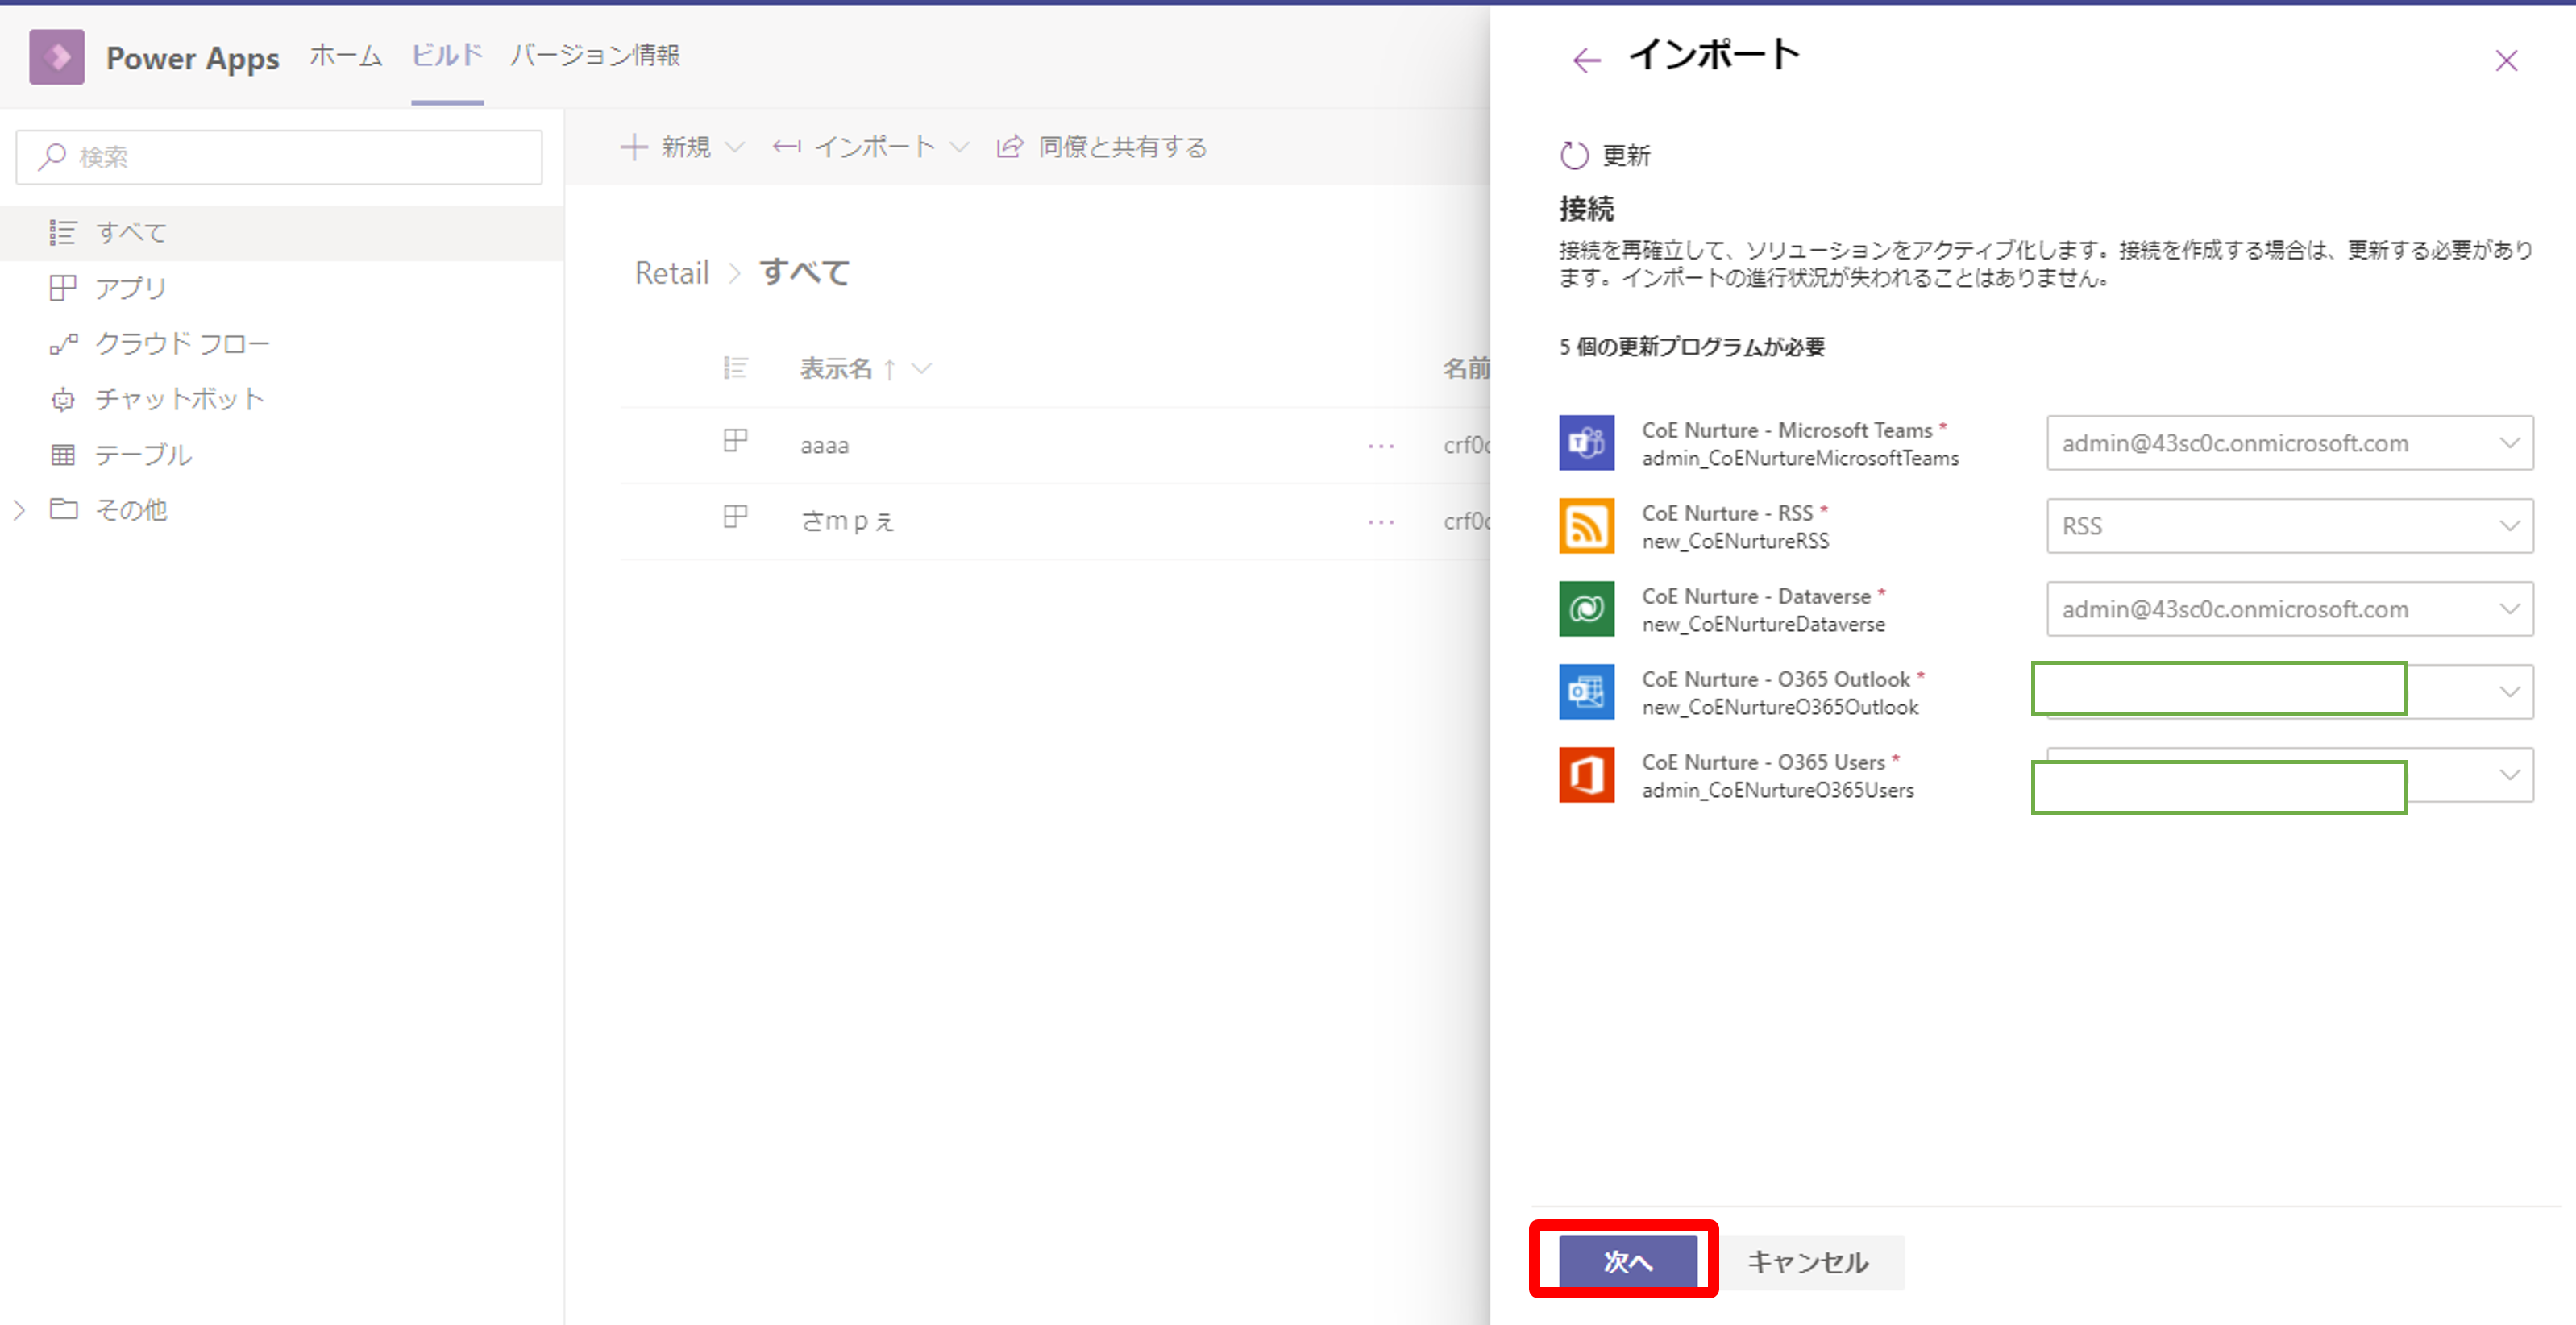 Power Apps ホーム ビルド バージョン情報
検索
すべて
アプリ
クラウド フロー
チャットボット
テーブル
その他
新規 インポート 同僚と共有する
Retail > すべて
表示名 ↑ 名前
aaaa ... crf0c
さmpぇ ... crf0c
インポート
更新
接続
接続を再確立して、ソリューションをアクティブ化します。接続を作成する場合は、更新する必要があり
ます。インポートの進行状況が失われることはありません。
5 個の更新プログラムが必要
CoE Nurture - Microsoft Teams *
admin_CoENurtureMicrosoftTeams
admin@43sc0c.onmicrosoft.com
CoE Nurture - RSS *
new_CoENurtureRSS
RSS
CoE Nurture - Dataverse *
new_CoENurtureDataverse
admin@43sc0c.onmicrosoft.com
CoE Nurture - O365 Outlook *
new_CoENurtureO365Outlook
CoE Nurture - O365 Users *
admin_CoENurtureO365Users
次へ キャンセル